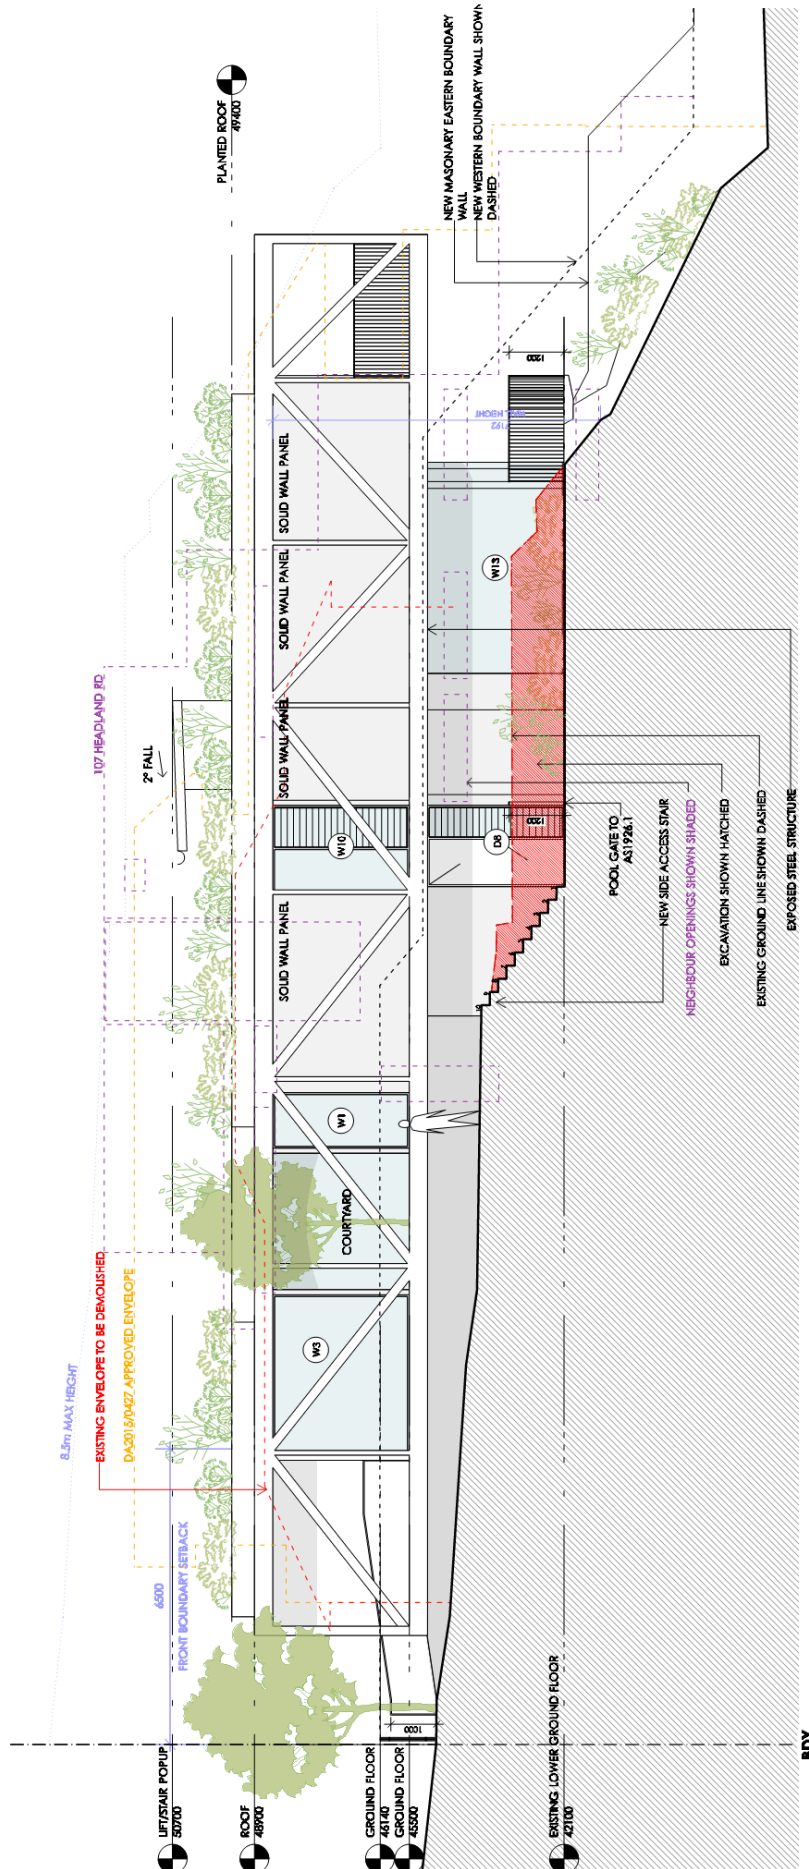 PLANTED ROOF
49400
NEW MASONARY EASTERN BOUNDARY
WALL
NEW WESTERN BOUNDARY WALL SHOWN
DASHED
1200
7192
WALL HEIGHT
SOLID WALL PANEL
SOLID WALL PANEL
SOLID WALL PANEL
SOLID WALL PANEL
W13
107 HEADLAND RD
2° FALL
W10
D8
1200
POOL GATE TO
AS1926.1
NEW SIDE ACCESS STAIR
NEIGHBOUR OPENINGS SHOWN SHADED
EXCAVATION SHOWN HATCHED
EXISTING GROUND LINE SHOWN DASHED
EXPOSED STEEL STRUCTURE
W1
COURTYARD
W3
8.5m MAX HEIGHT
EXISTING ENVELOPE TO BE DEMOLISHED
DA2016/0427 APPROVED ENVELOPE
6500
FRONT BOUNDARY SETBACK
1000
LIFT/STAIR POPUP
50700
ROOF
48900
GROUND FLOOR
46140
GROUND FLOOR
45500
EXISTING LOWER GROUND FLOOR
42100
BDY